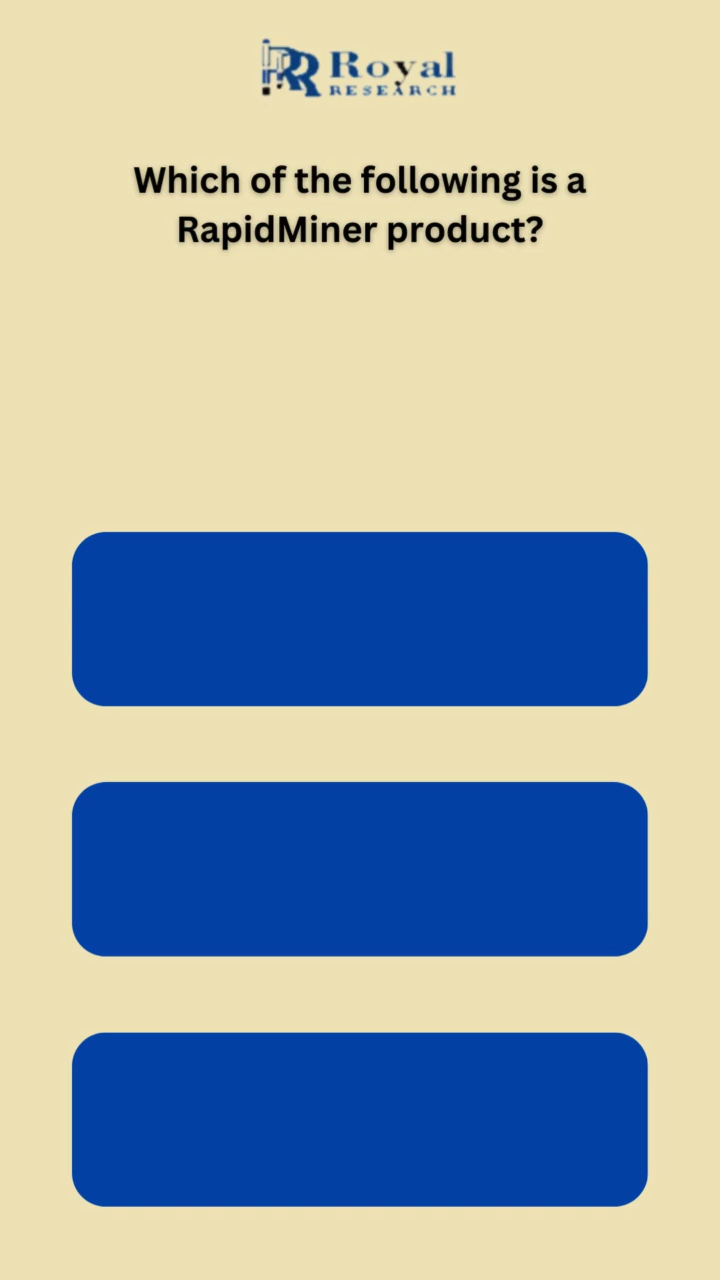 Royal
RESEARCH
Which of the following is a
RapidMiner product?